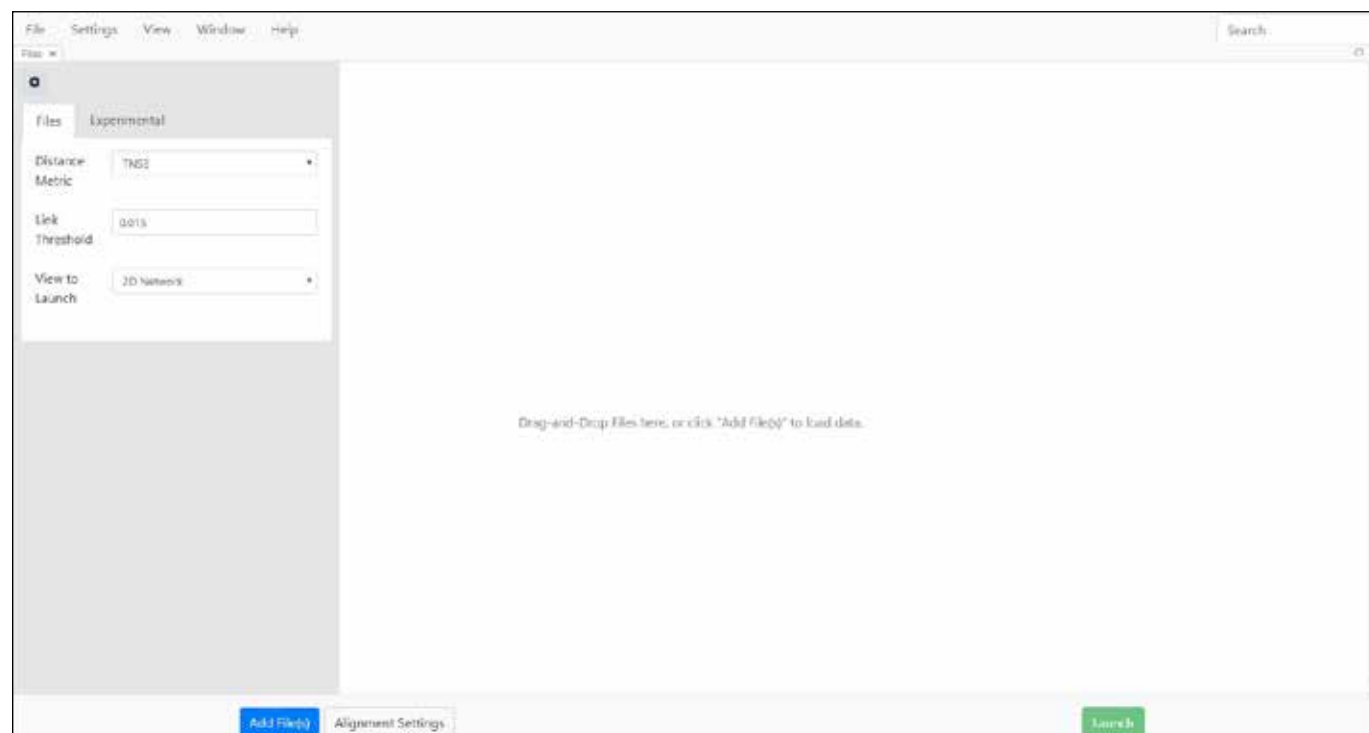 File Settings View Window Help Search
Files ×
Files Experimental
Distance Metric
TN93
Link Threshold
0.015
View to Launch
2D Network
Drag-and-Drop Files here, or click "Add File(s)" to load data.
Add File(s) Alignment Settings Launch